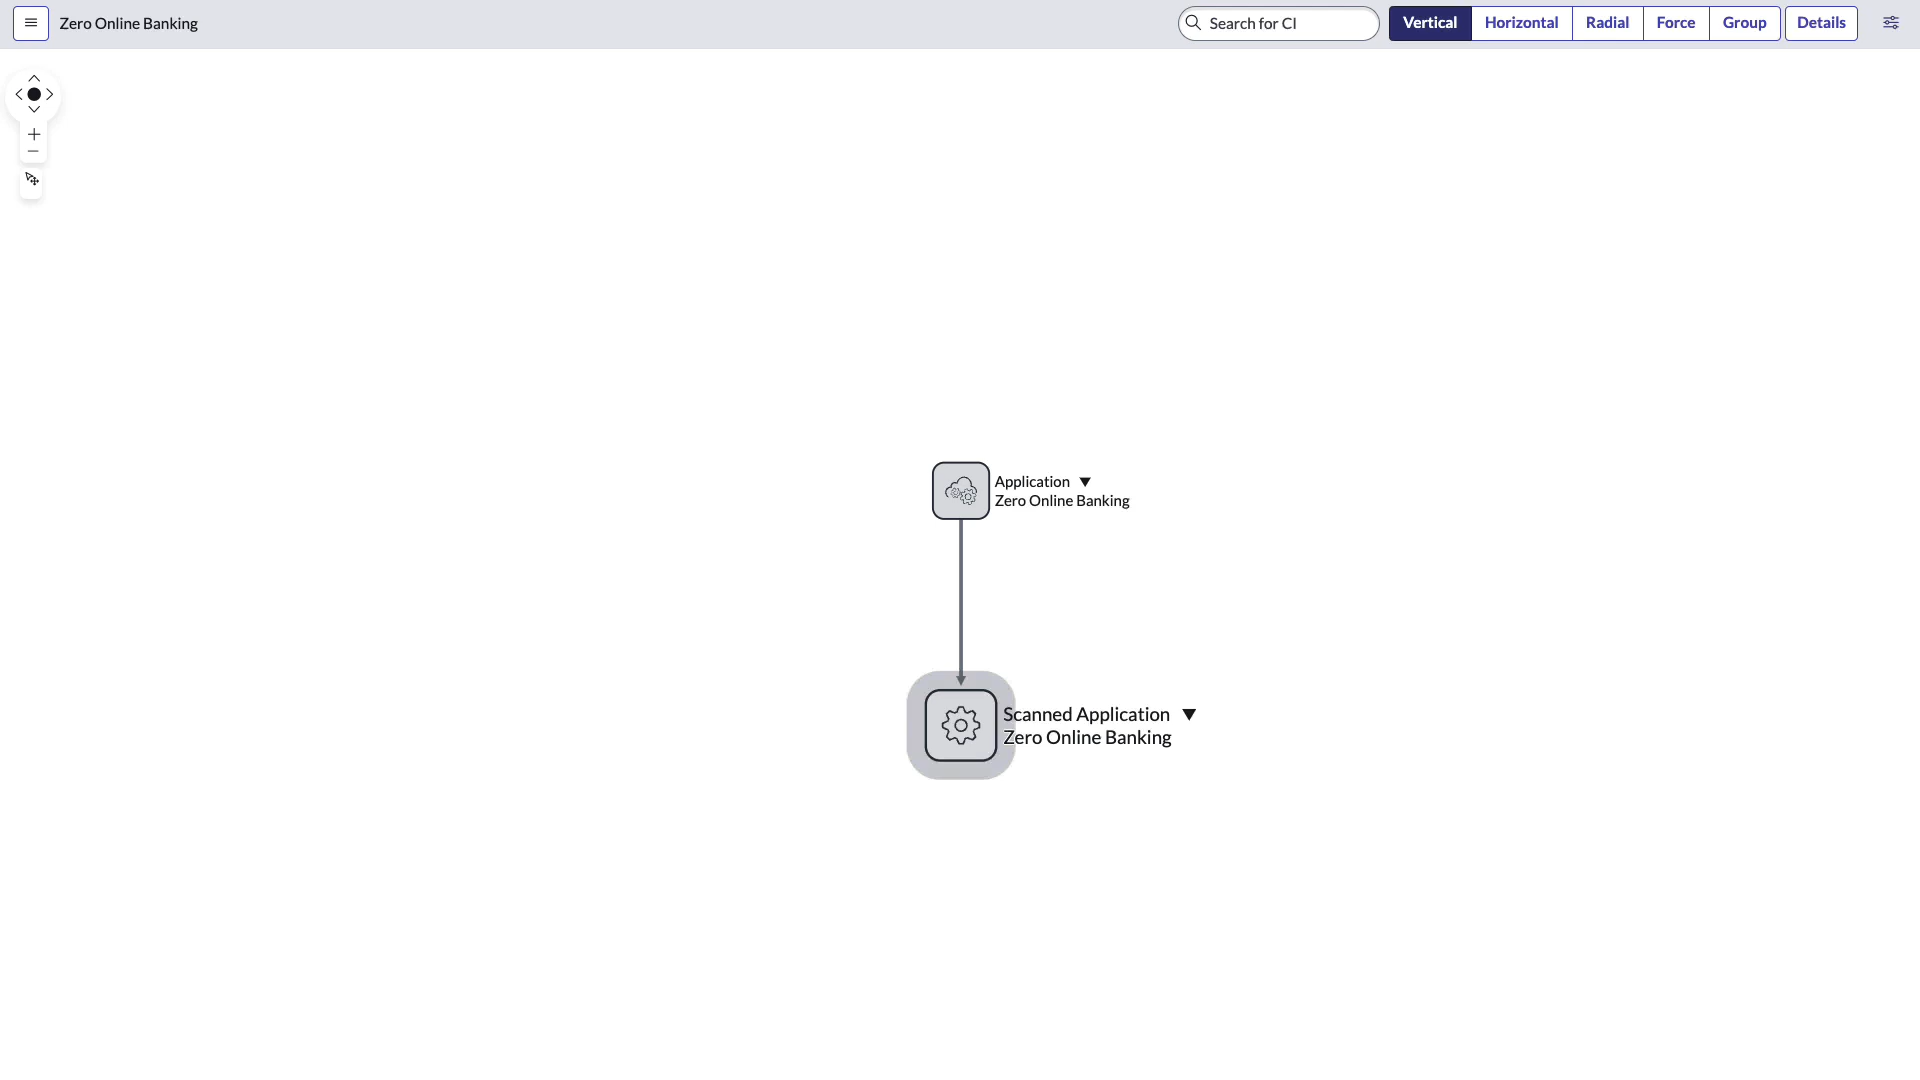 Zero Online Banking
Search for CI
Vertical
Horizontal
Radial
Force
Group
Details
Application
Zero Online Banking
Scanned Application
Zero Online Banking